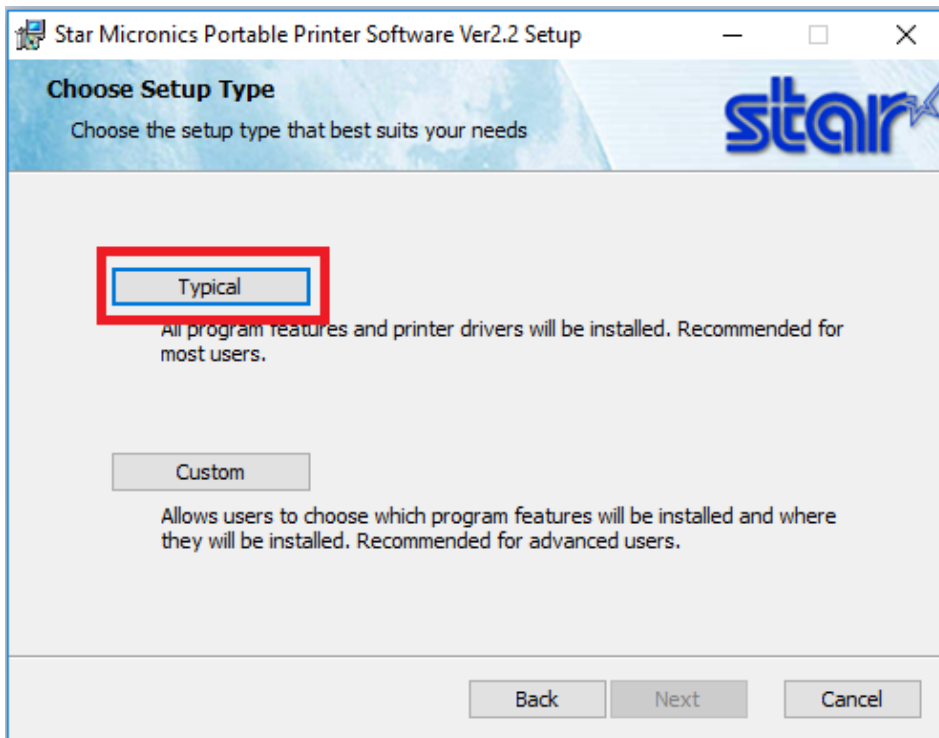 Star Micronics Portable Printer Software Ver2.2 Setup
Choose Setup Type
Choose the setup type that best suits your needs
star
Typical
All program features and printer drivers will be installed. Recommended for
most users.
Custom
Allows users to choose which program features will be installed and where
they will be installed. Recommended for advanced users.
Back Next Cancel